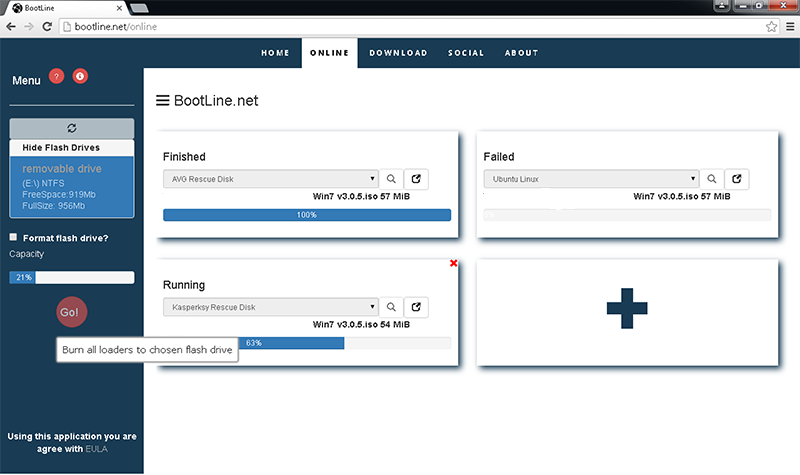 BootLine
bootline.net/online
HOME ONLINE DOWNLOAD SOCIAL ABOUT
Menu ?
Hide Flash Drives
removable drive
(E:\) NTFS
FreeSpace:919Mb
FullSize: 956Mb
Format flash drive?
Capacity
21%
Go!
Burn all loaders to chosen flash drive
Using this application you are
agree with EULA
BootLine.net
Finished
AVG Rescue Disk
Win7 v3.0.5.iso 57 MiB
100%
Failed
Ubuntu Linux
Win7 v3.0.5.iso 57 MiB
Running
Kasperksy Rescue Disk
Win7 v3.0.5.iso 54 MiB
63%